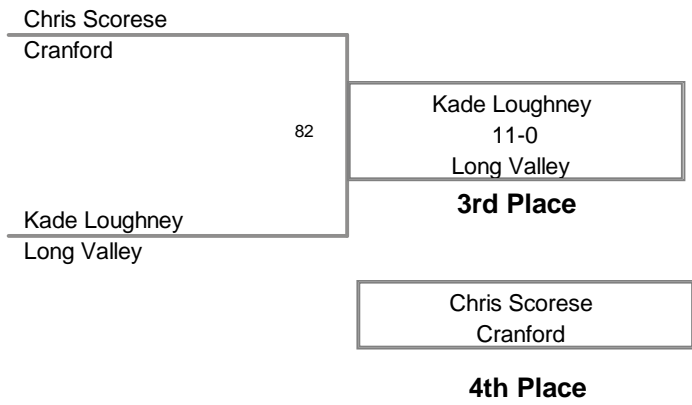 Chris Scorese
Cranford
82
Kade Loughney
11-0
Long Valley
3rd Place
Kade Loughney
Long Valley
Chris Scorese
Cranford
4th Place